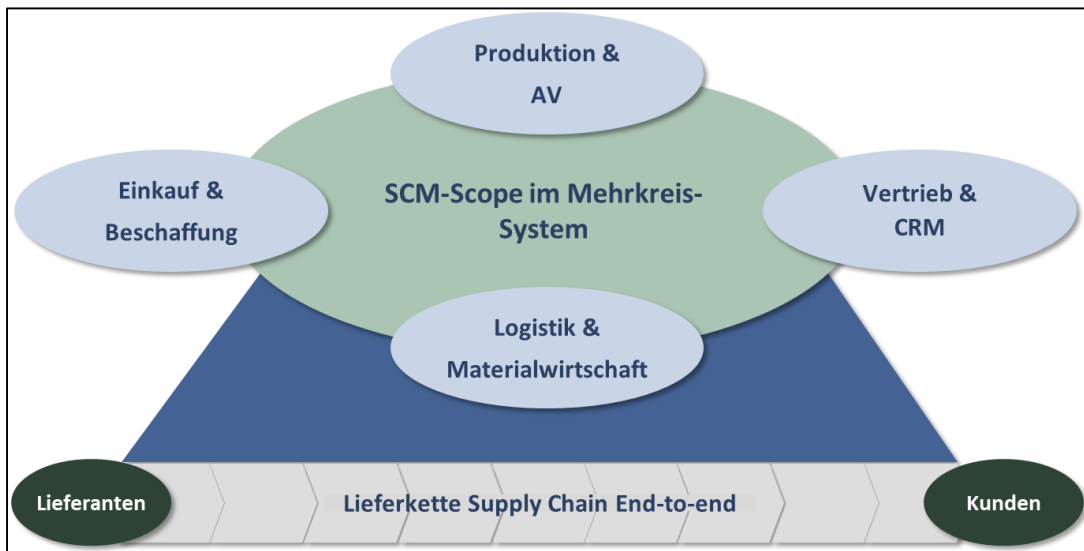 Produktion &
AV
Einkauf &
Beschaffung
SCM-Scope im Mehrkreis-
System
Vertrieb &
CRM
Logistik &
Materialwirtschaft
Lieferanten
Lieferkette Supply Chain End-to-end
Kunden